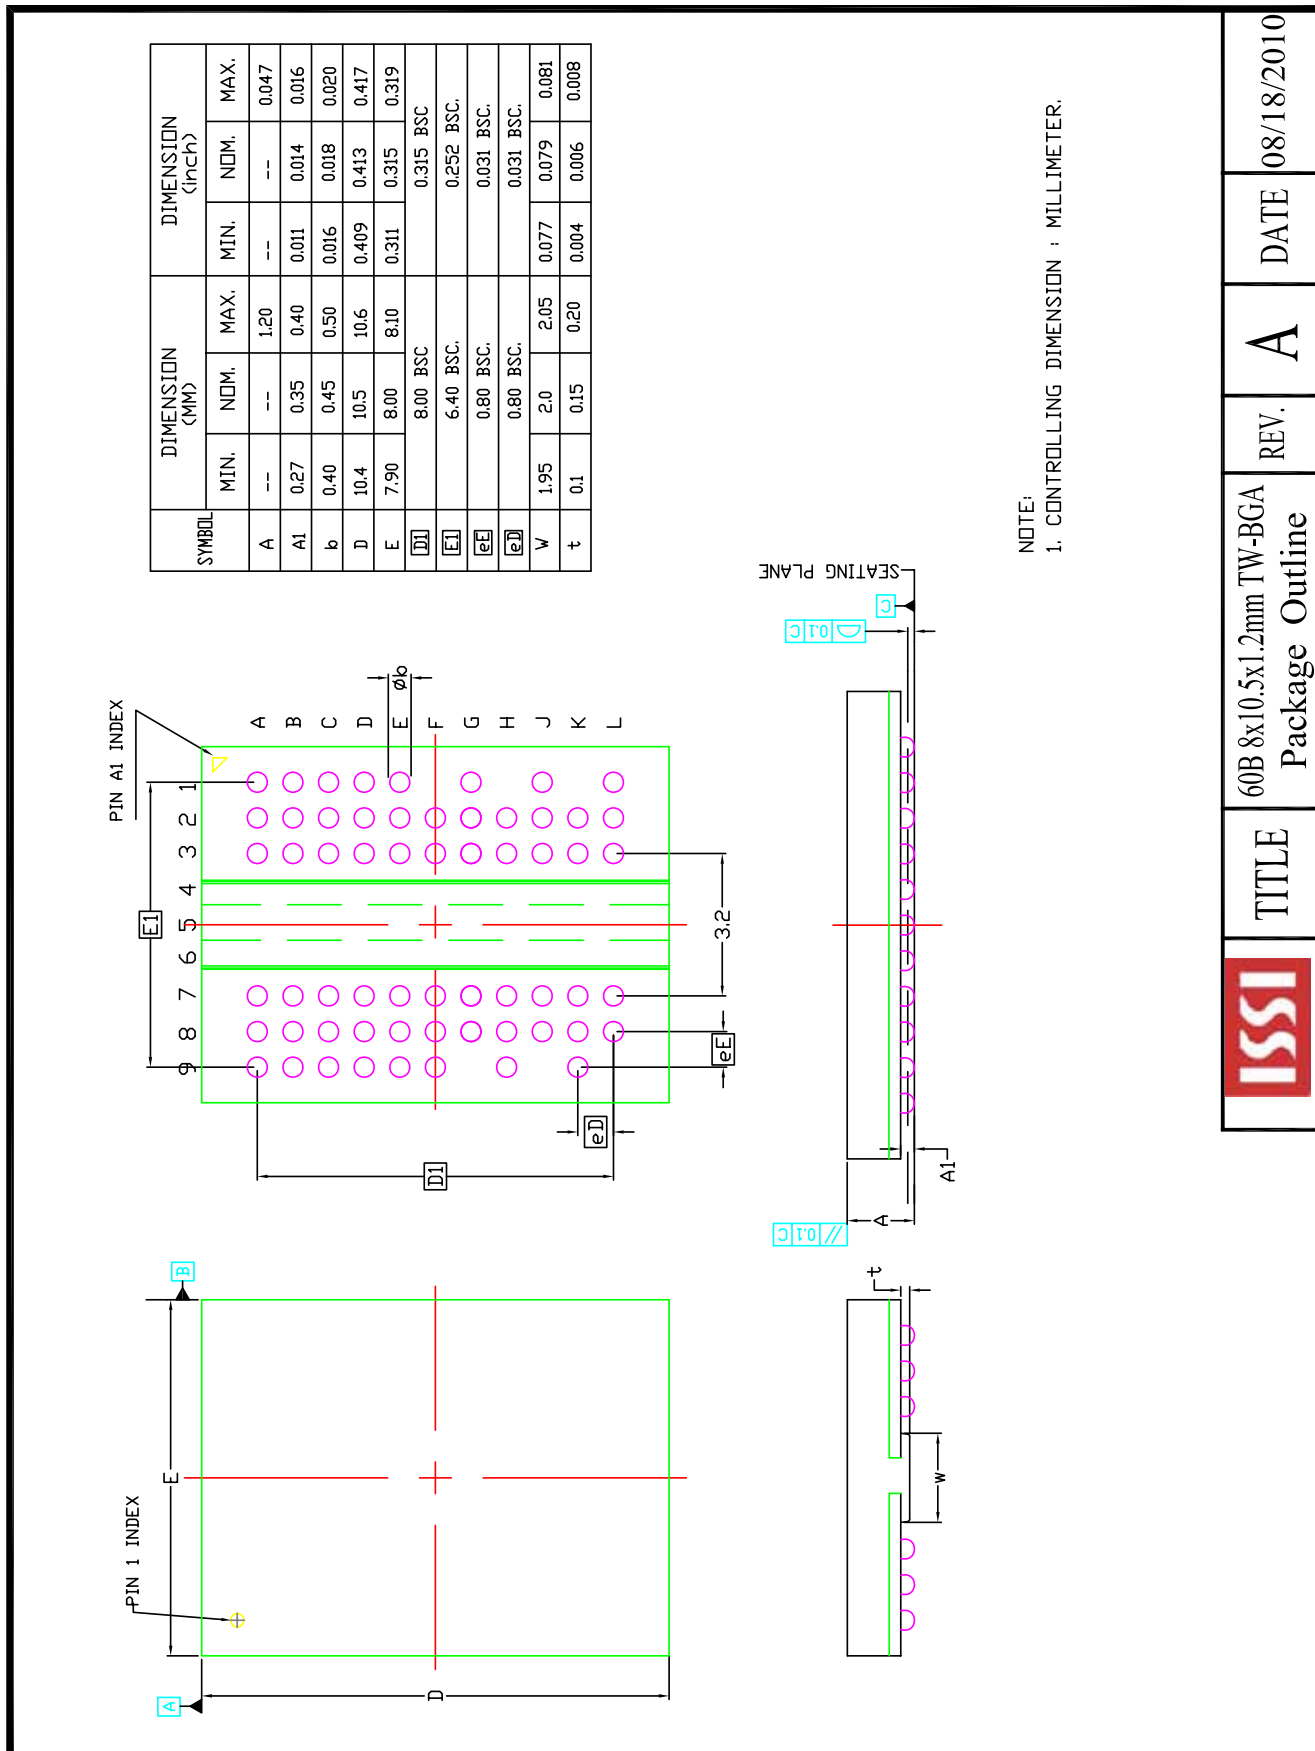 SYMBOL DIMENSION (MM) DIMENSION (inch)
MIN. NOM. MAX. MIN. NOM. MAX.
A -- -- 1.20 -- -- 0.047
A1 0.27 0.35 0.40 0.011 0.014 0.016
b 0.40 0.45 0.50 0.016 0.018 0.020
D 10.4 10.5 10.6 0.409 0.413 0.417
E 7.90 8.00 8.10 0.311 0.315 0.319
D1 8.00 BSC 0.315 BSC
E1 6.40 BSC. 0.252 BSC.
eE 0.80 BSC. 0.031 BSC.
eD 0.80 BSC. 0.031 BSC.
W 1.95 2.0 2.05 0.077 0.079 0.081
t 0.1 0.15 0.20 0.004 0.006 0.008
PIN 1 INDEX
E
B
A
D
PIN A1 INDEX
E1
9 8 7 6 5 4 3 2 1
A
B
C
D
E
F
G
H
J
K
L
Øb
D1
eD
eE
3.2
t
W
// 0.1 C
A
A1
0.1 C
C
SEATING PLANE
NOTE:
1. CONTROLLING DIMENSION : MILLIMETER.
ISSI
TITLE
60B 8x10.5x1.2mm TW-BGA
Package Outline
REV.
A
DATE
08/18/2010